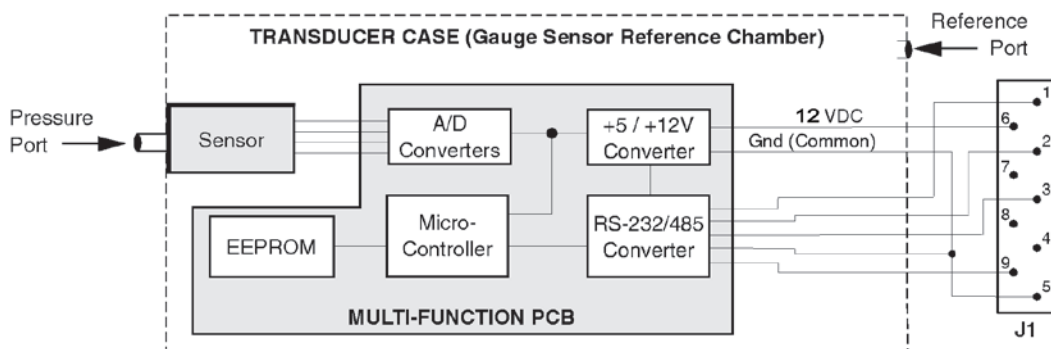 Reference
Port
TRANSDUCER CASE (Gauge Sensor Reference Chamber)
Pressure
Port
Sensor
A/D
Converters
+5 / +12V
Converter
12 VDC
Gnd (Common)
EEPROM
Micro-
Controller
RS-232/485
Converter
MULTI-FUNCTION PCB
1
6
2
7
3
8
4
9
5
J1